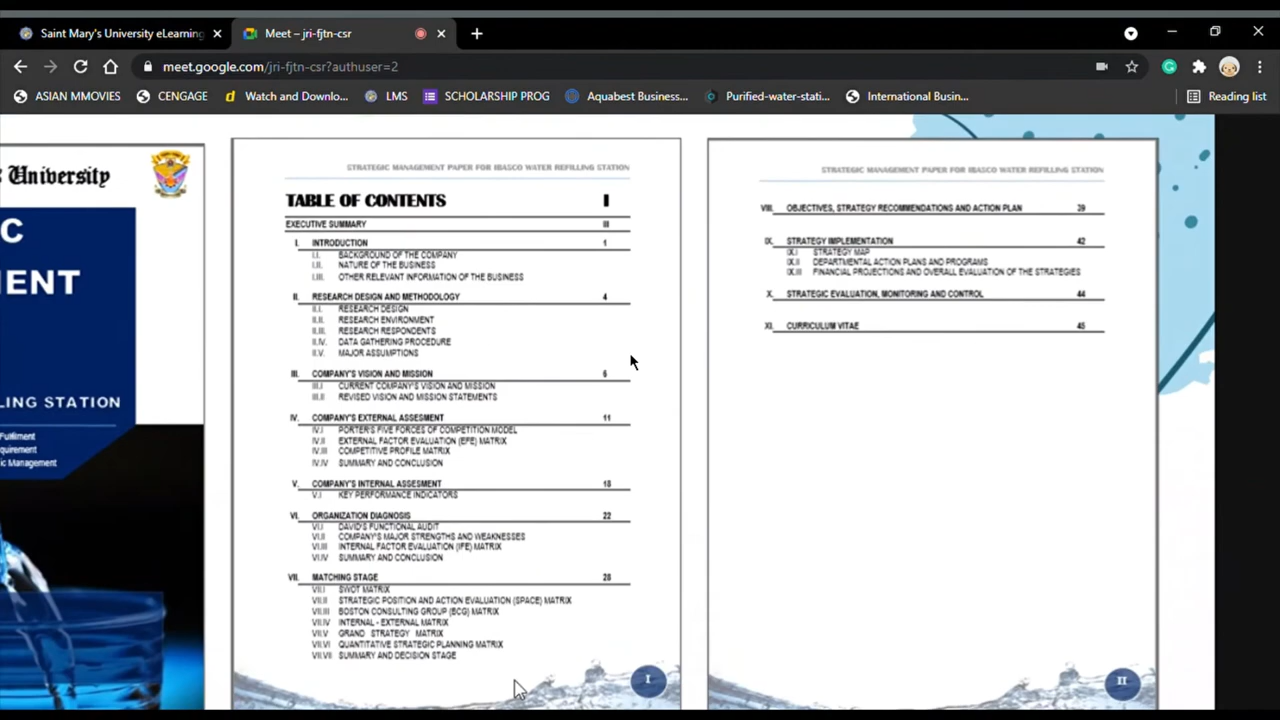 Saint Mary's University eLearning
Meet – jri-fjtn-csr
meet.google.com/jri-fjtn-csr?authuser=2
ASIAN MMOVIES
CENGAGE
Watch and Downlo...
LMS
SCHOLARSHIP PROG
Aquabest Business...
Purified-water-stati...
International Busin...
Reading list
s University
C
ENT
LING STATION
Fulfilment
quirement
ic Management
STRATEGIC MANAGEMENT PAPER FOR IBASCO WATER REFILLING STATION
TABLE OF CONTENTS I
EXECUTIVE SUMMARY III
I. INTRODUCTION 1
I.I. BACKGROUND OF THE COMPANY
I.II. NATURE OF THE BUSINESS
I.III. OTHER RELEVANT INFORMATION OF THE BUSINESS
II. RESEARCH DESIGN AND METHODOLOGY 4
II.I. RESEARCH DESIGN
II.II. RESEARCH ENVIRONMENT
II.III. RESEARCH RESPONDENTS
II.IV. DATA GATHERING PROCEDURE
II.V. MAJOR ASSUMPTIONS
III. COMPANY'S VISION AND MISSION 6
III.I CURRENT COMPANY'S VISION AND MISSION
III.II REVISED VISION AND MISSION STATEMENTS
IV. COMPANY'S EXTERNAL ASSESMENT 11
IV.I PORTER'S FIVE FORCES OF COMPETITION MODEL
IV.II EXTERNAL FACTOR EVALUATION (EFE) MATRIX
IV.III COMPETITIVE PROFILE MATRIX
IV.IV SUMMARY AND CONCLUSION
V. COMPANY'S INTERNAL ASSESMENT 18
V.I KEY PERFORMANCE INDICATORS
VI. ORGANIZATION DIAGNOSIS 22
VI.I DAVID'S FUNCTIONAL AUDIT
VI.II COMPANY'S MAJOR STRENGTHS AND WEAKNESSES
VI.III INTERNAL FACTOR EVALUATION (IFE) MATRIX
VI.IV SUMMARY AND CONCLUSION
VII. MATCHING STAGE 28
VII.I SWOT MATRIX
VII.II STRATEGIC POSITION AND ACTION EVALUATION (SPACE) MATRIX
VII.III BOSTON CONSULTING GROUP (BCG) MATRIX
VII.IV INTERNAL - EXTERNAL MATRIX
VII.V GRAND STRATEGY MATRIX
VII.VI QUANTITATIVE STRATEGIC PLANNING MATRIX
VII.VII SUMMARY AND DECISION STAGE
I
STRATEGIC MANAGEMENT PAPER FOR IBASCO WATER REFILLING STATION
VIII. OBJECTIVES, STRATEGY RECOMMENDATIONS AND ACTION PLAN 39
IX. STRATEGY IMPLEMENTATION 42
IX.I STRATEGY MAP
IX.II DEPARTMENTAL ACTION PLANS AND PROGRAMS
IX.III FINANCIAL PROJECTIONS AND OVERALL EVALUATION OF THE STRATEGIES
X. STRATEGIC EVALUATION, MONITORING AND CONTROL 44
XI. CURRICULUM VITAE 45
II